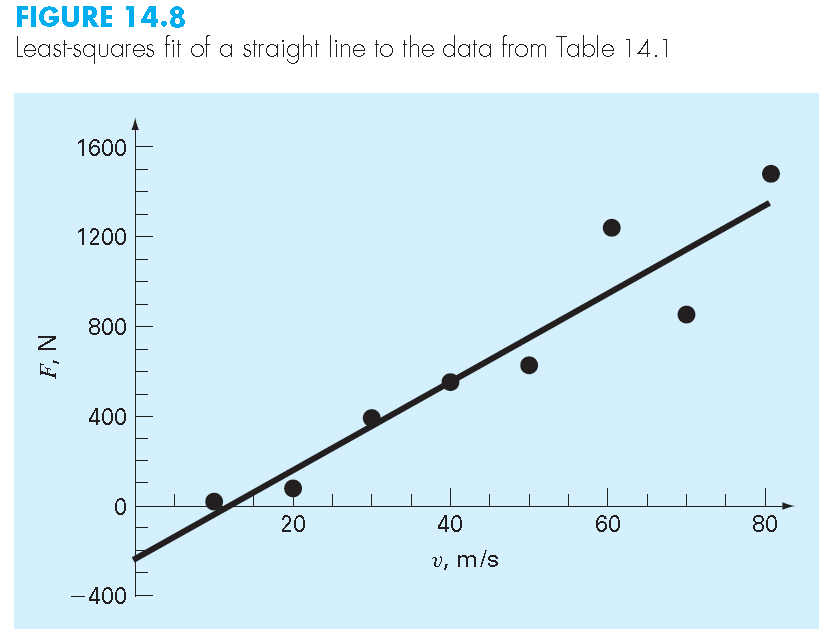 FIGURE 14.8
Least-squares fit of a straight line to the data from Table 14.1
1600
1200
800
F, N
400
0
20
40
60
80
v, m/s
−400